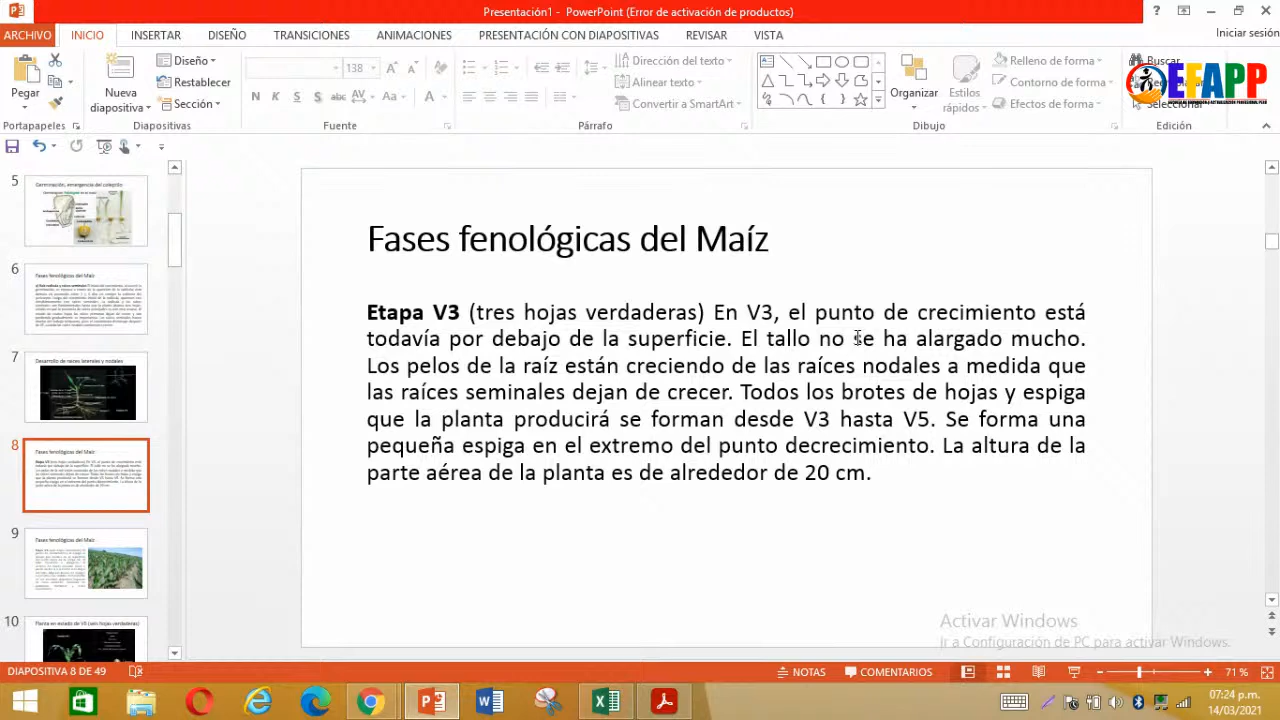 Presentación1 - PowerPoint (Error de activación de productos)
ARCHIVO INICIO INSERTAR DISEÑO TRANSICIONES ANIMACIONES PRESENTACIÓN CON DIAPOSITIVAS REVISAR VISTA Iniciar sesión
Pegar
Nueva diapositiva
Diseño
Restablecer
Sección
138
N K S S abc AV Aa A
Dirección del texto
Alinear texto
Convertir a SmartArt
Organizar
Estilos rápidos
Relleno de forma
Contorno de forma
Efectos de forma
Buscar
Seleccionar
EFAPP
Portapapeles Diapositivas Fuente Párrafo Dibujo Edición
5
Germinación, emergencia del coleptilo
6
Fases fenológicas del Maíz
7
Desarrollo de raíces laterales y nodales
8
Fases fenológicas del Maíz
9
Fases fenológicas del Maíz
10
Planta en estado de V6 (seis hojas verdaderas)
Fases fenológicas del Maíz
Etapa V3 (tres hojas verdaderas) En V3, el punto de crecimiento está
todavía por debajo de la superficie. El tallo no se ha alargado mucho.
Los pelos de la raíz están creciendo de las raíces nodales a medida que
las raíces seminales dejan de crecer. Todos los brotes de hojas y espiga
que la planta producirá se forman desde V3 hasta V5. Se forma una
pequeña espiga en el extremo del punto decrecimiento. La altura de la
parte aérea de la planta es de alrededor de 20 cm.
Activar Windows
Ir a Configuración de PC para activar Windows.
DIAPOSITIVA 8 DE 49 NOTAS COMENTARIOS 71 %
07:24 p.m.
14/03/2021